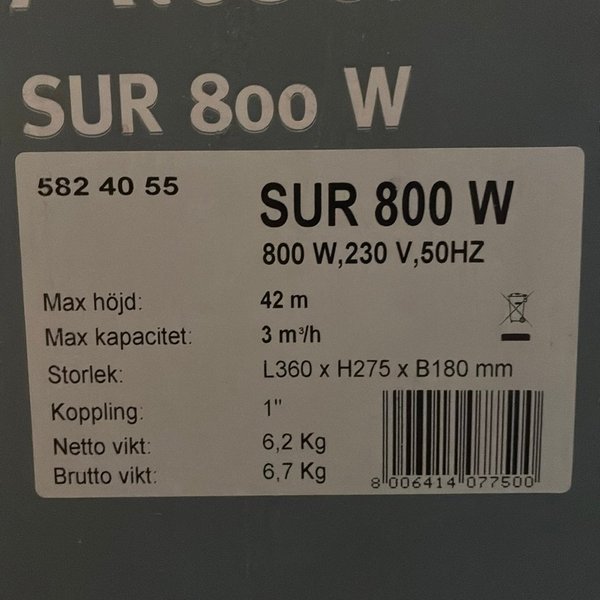 SUR 800 W
582 40 55
SUR 800 W
800 W,230 V,50HZ
Max höjd: 42 m
Max kapacitet: 3 m³/h
Storlek: L360 x H275 x B180 mm
Koppling: 1"
Netto vikt: 6,2 Kg
Brutto vikt: 6,7 Kg
8 006414 077500